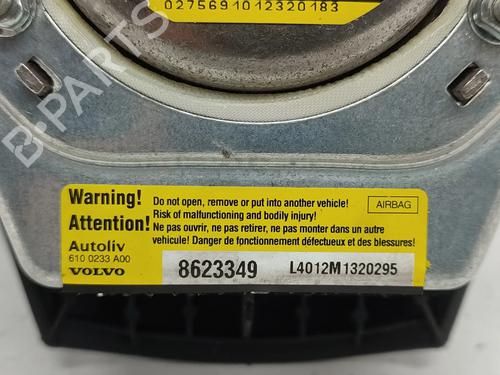 0275691012320183
B-PARTS
Warning!
Attention!
Do not open, remove or put into another vehicle!
Risk of malfunctioning and bodily injury!
Ne pas ouvrir, ne pas retirer, ne pas monter dans un autre
vehicule! Danger de fonctionnement défectueux et des blessures!
AIRBAG
Autoliv
610 0233 A00
VOLVO
8623349
L4012M1320295